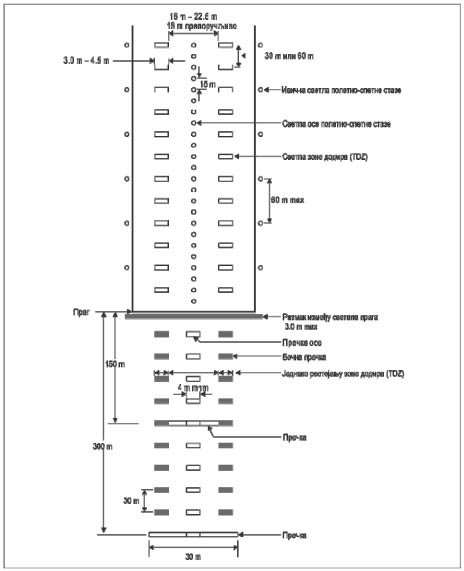 18 m – 22.5 m
18 m препоручљиво
3.0 m – 4.5 m
30 m или 60 m
15 m
Ивична светла полетно-слетне стазе
Светла осе полетно-слетне стазе
Светла зоне додира (TDZ)
60 m max
Праг
Размак између светала прага
3.0 m max
Пречке осе
150 m
Бочна пречка
Једнако растојању зоне додира (TDZ)
4 m min
Пречка
300 m
30 m
Пречка
30 m